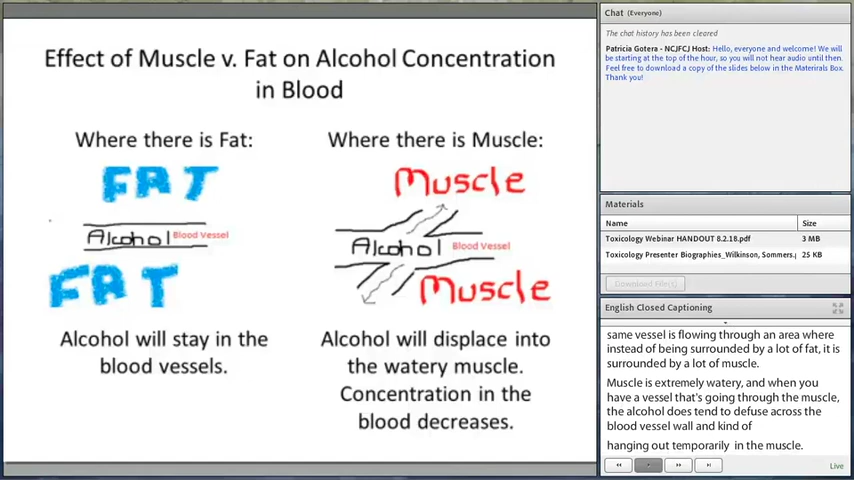 Effect of Muscle v. Fat on Alcohol Concentration
in Blood
Where there is Fat:
FAT
Alcohol Blood Vessel
FAT
Alcohol will stay in the
blood vessels.
Where there is Muscle:
Muscle
Alcohol Blood Vessel
Muscle
Alcohol will displace into
the watery muscle.
Concentration in the
blood decreases.
Chat (Everyone)
The chat history has been cleared
Patricia Gotera - NCJFCJ Host: Hello, everyone and welcome! We will
be starting at the top of the hour, so you will not hear audio until then.
Feel free to download a copy of the slides below in the Materirals Box.
Thank you!
Materials
Name Size
Toxicology Webinar HANDOUT 8.2.18.pdf 3 MB
Toxicology Presenter Biographies_Wilkinson, Sommers.p 25 KB
Download File(s)
English Closed Captioning
same vessel is flowing through an area where
instead of being surrounded by a lot of fat, it is
surrounded by a lot of muscle.
Muscle is extremely watery, and when you
have a vessel that's going through the muscle,
the alcohol does tend to defuse across the
blood vessel wall and kind of
hanging out temporarily in the muscle.
Live